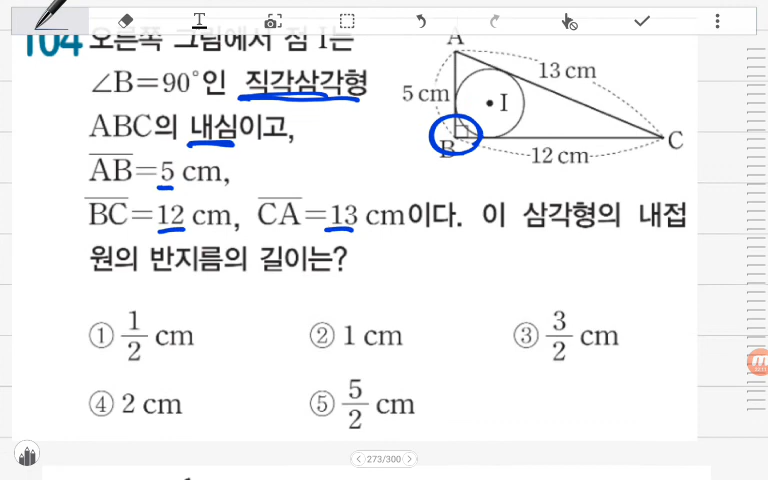 104 오른쪽 그림에서 점 I는
∠B=90°인 직각삼각형
ABC의 내심이고,
AB=5 cm,
BC=12 cm, CA=13 cm이다. 이 삼각형의 내접
원의 반지름의 길이는?
A
13 cm
5 cm
I
B
C
12 cm
① 1/2 cm ② 1 cm ③ 3/2 cm
④ 2 cm ⑤ 5/2 cm
273/300